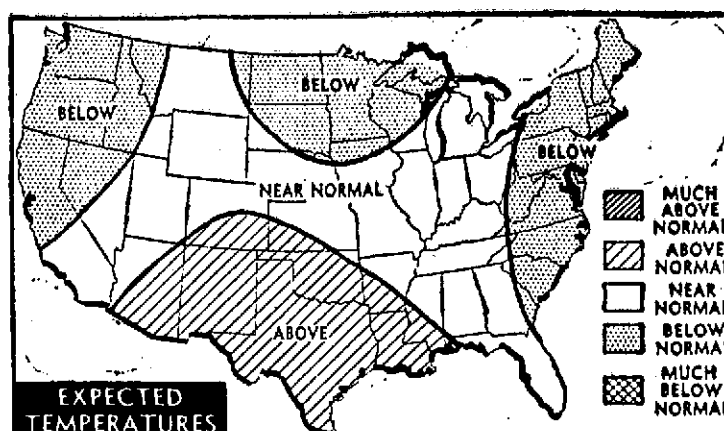 BELOW
BELOW
BELOW
NEAR NORMAL
ABOVE
MUCH
ABOVE
NORMAL
ABOVE
NORMAL
NEAR
NORMAL
BELOW
NORMAL
MUCH
BELOW
NORMAL
EXPECTED
TEMPERATURES